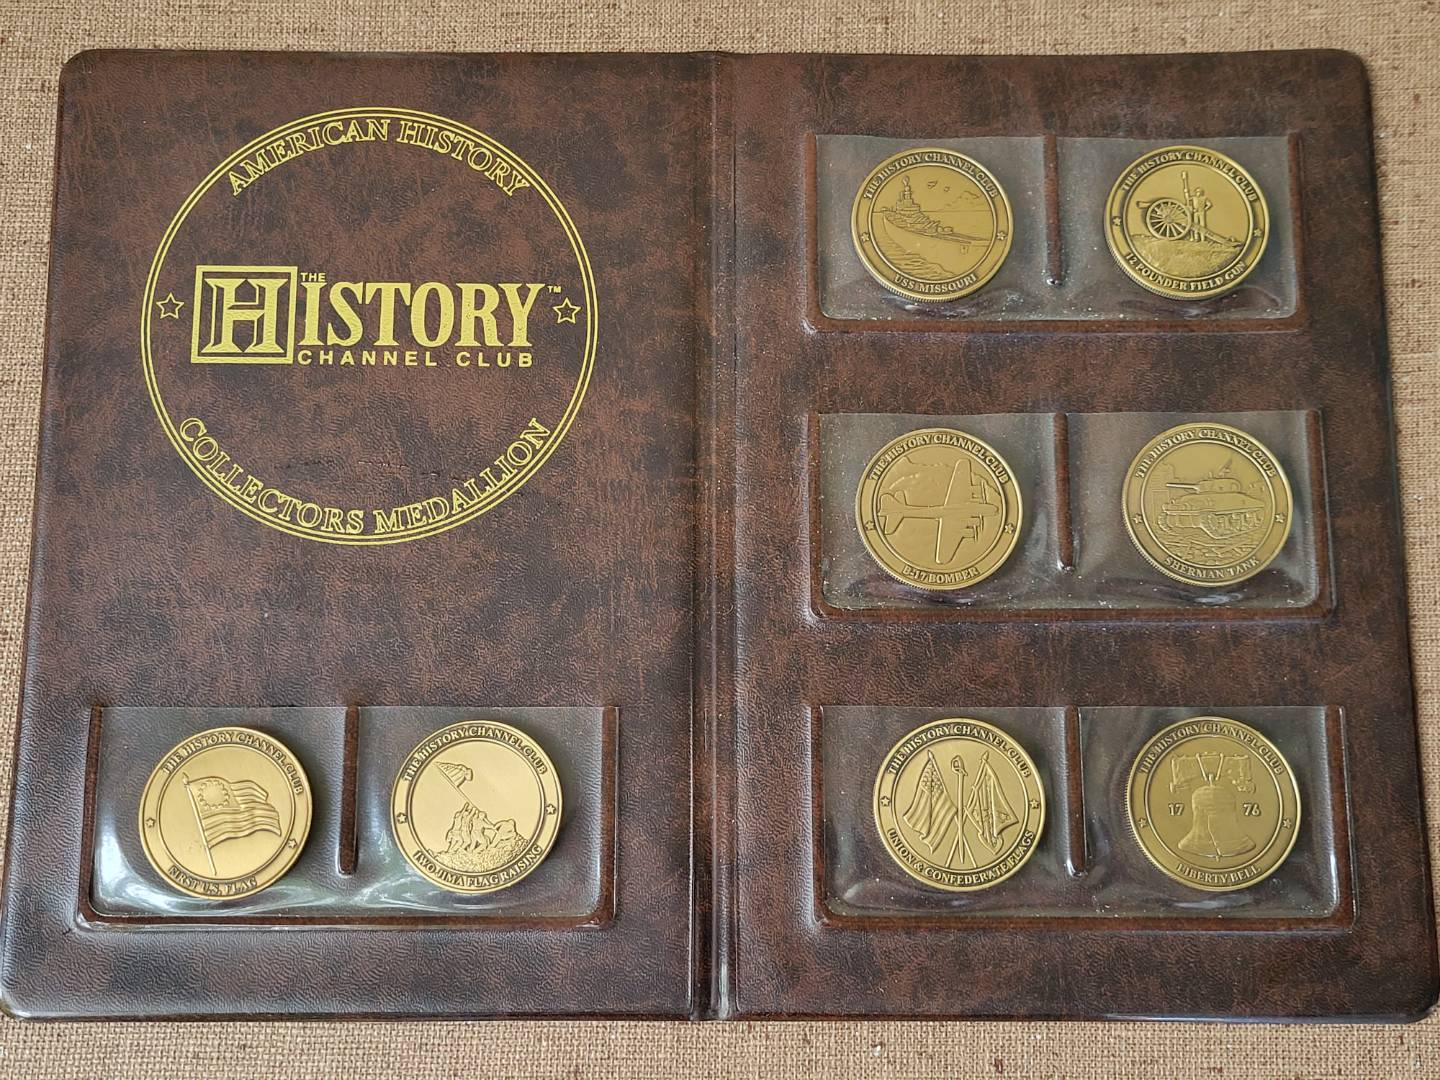 AMERICAN HISTORY
THE
HISTORY™
CHANNEL CLUB
COLLECTORS MEDALLION
THE HISTORY CHANNEL CLUB
FIRST U.S. FLAG
THE HISTORY CHANNEL CLUB
IWO JIMA FLAG RAISING
THE HISTORY CHANNEL CLUB
USS MISSOURI
THE HISTORY CHANNEL CLUB
12 POUNDER FIELD GUN
THE HISTORY CHANNEL CLUB
B-17 BOMBER
THE HISTORY CHANNEL CLUB
SHERMAN TANK
THE HISTORY CHANNEL CLUB
UNION & CONFEDERATE FLAGS
THE HISTORY CHANNEL CLUB
17 76
LIBERTY BELL